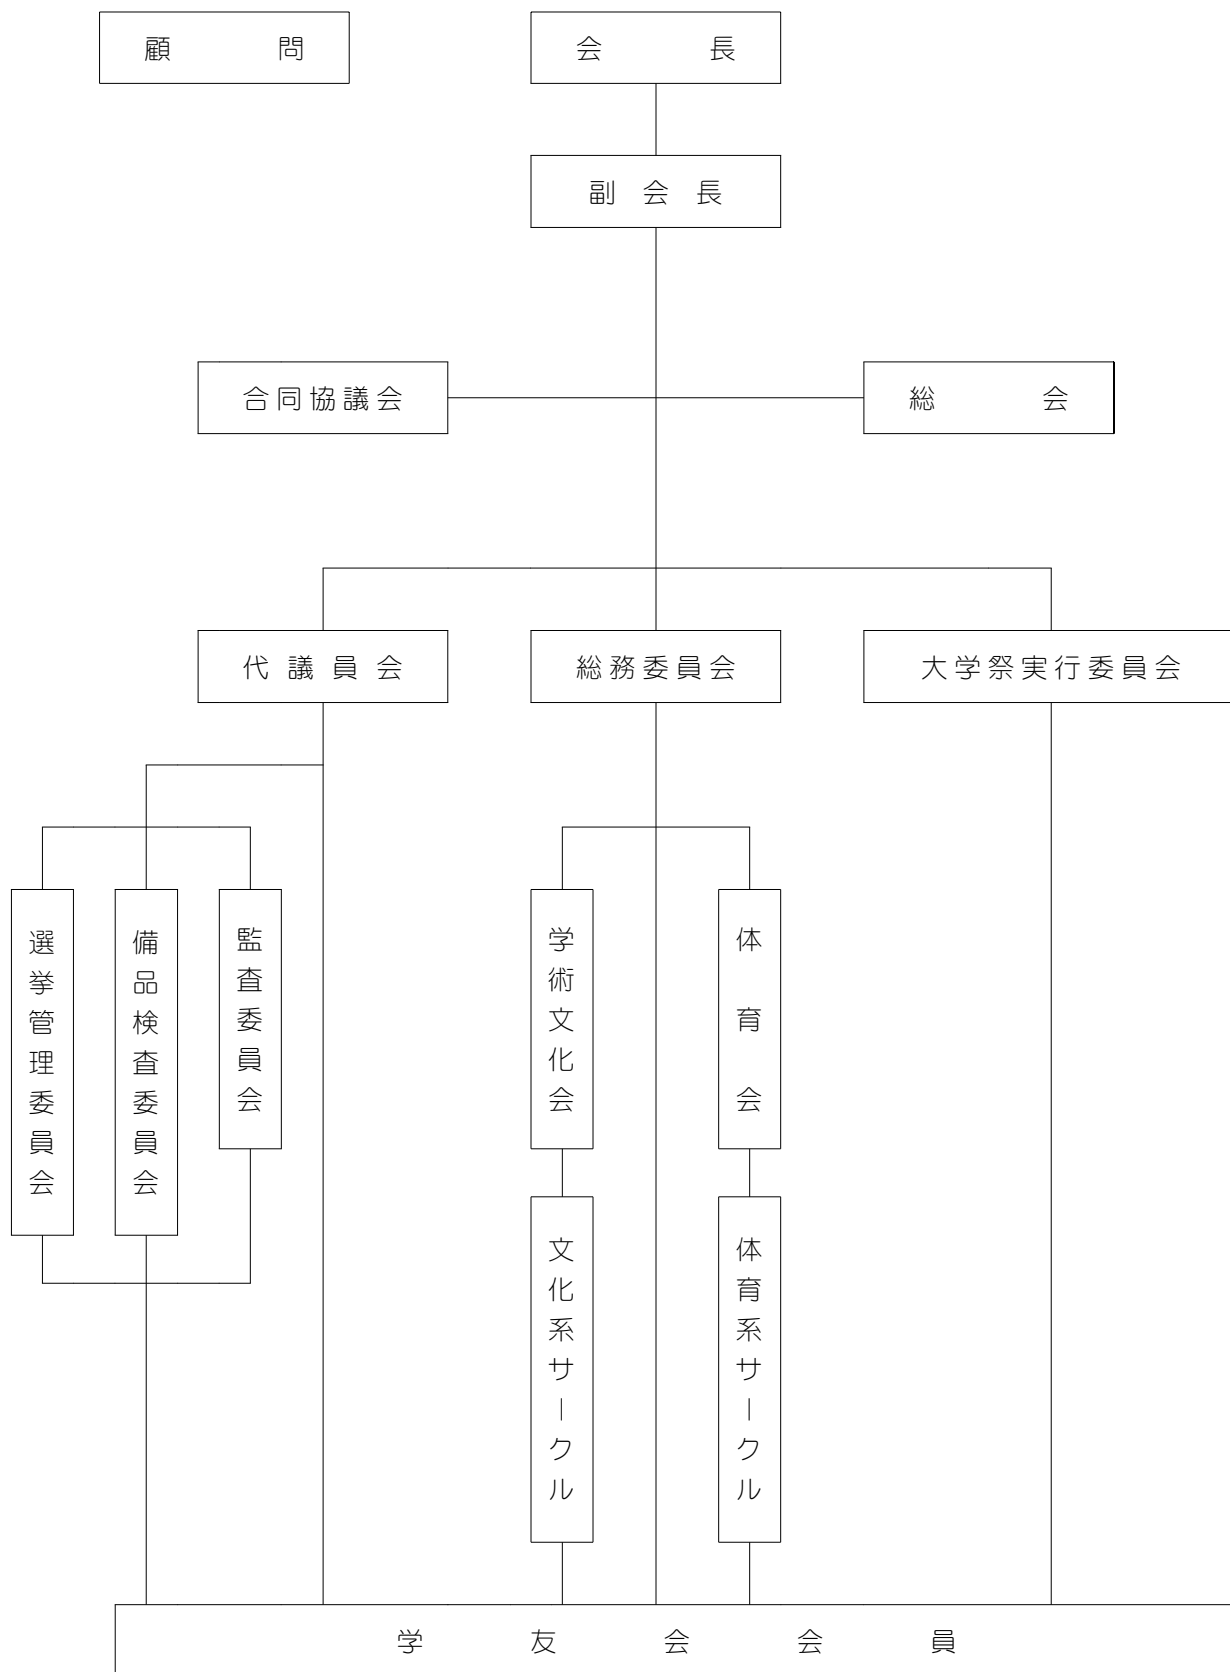 顧問
会長
副会長
合同協議会
総会
代議員会
総務委員会
大学祭実行委員会
選挙管理委員会
備品検査委員会
監査委員会
学術文化会
体育会
文化系サークル
体育系サークル
学友会会員